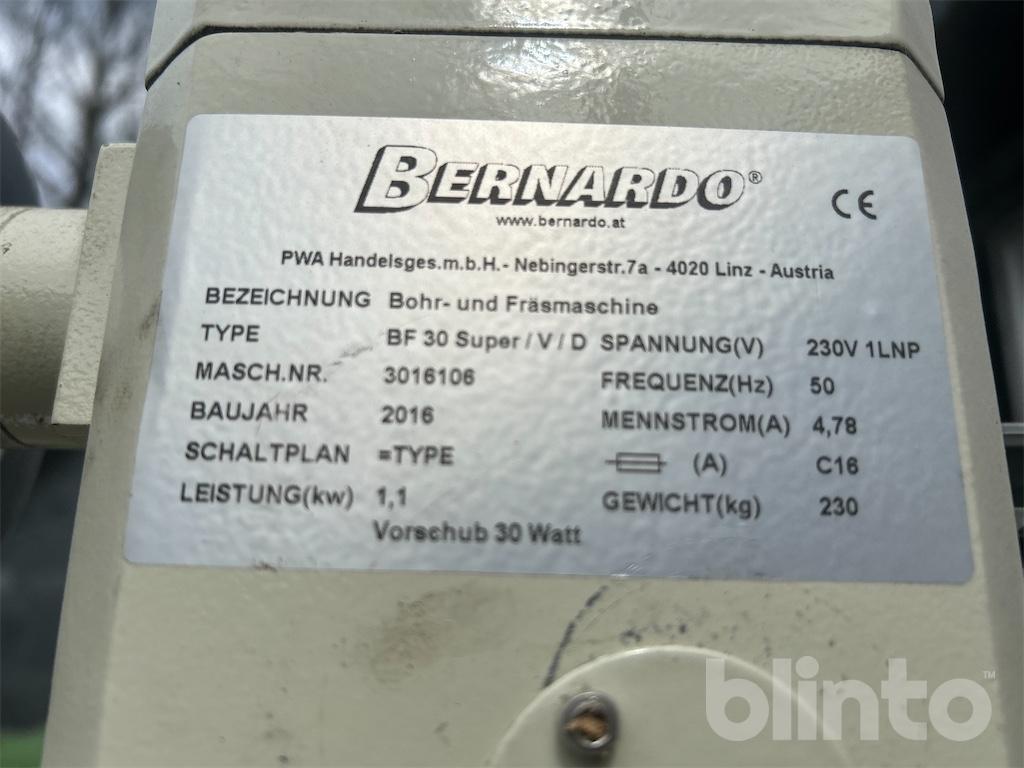 BERNARDO®
www.bernardo.at
CE
PWA Handelsges.m.b.H.- Nebingerstr.7a - 4020 Linz - Austria
BEZEICHNUNG Bohr- und Fräsmaschine
TYPE BF 30 Super / V / D SPANNUNG(V) 230V 1LNP
MASCH.NR. 3016106 FREQUENZ(Hz) 50
BAUJAHR 2016 MENNSTROM(A) 4,78
SCHALTPLAN =TYPE (A) C16
LEISTUNG(kw) 1,1 GEWICHT(kg) 230
Vorschub 30 Watt
blinto™